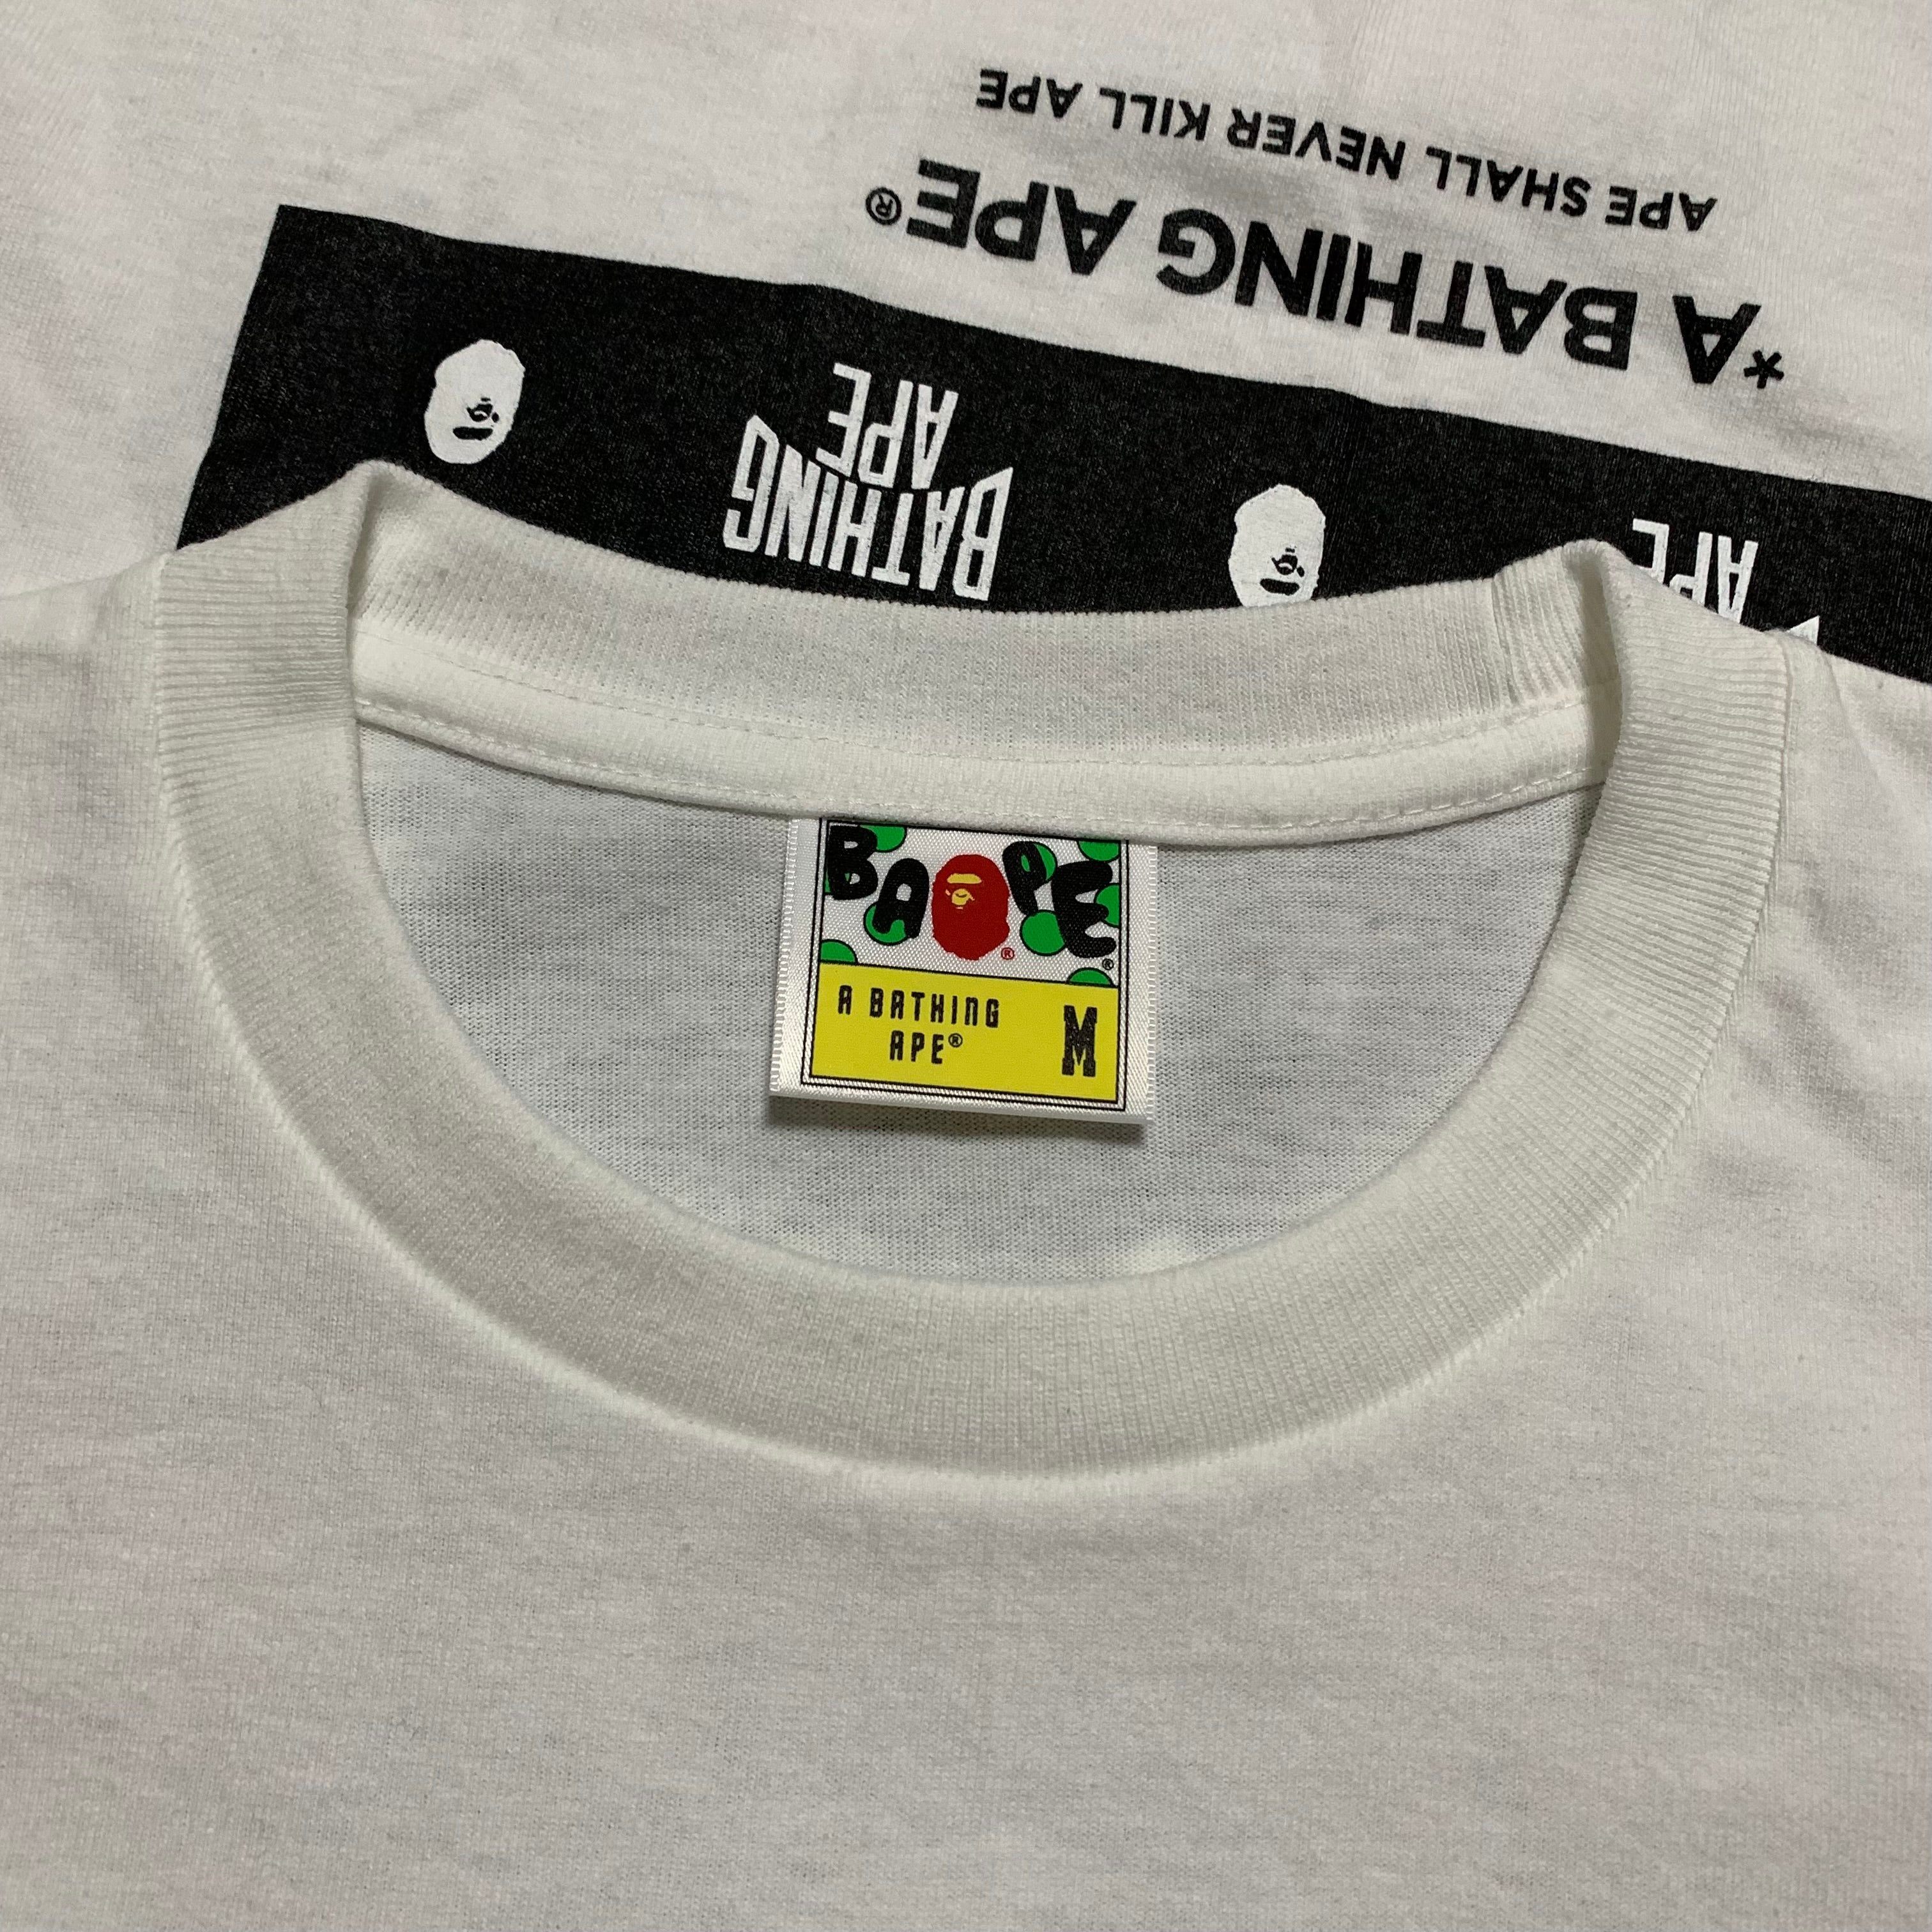 *A BATHING APE®
APE SHALL NEVER KILL APE
BATHING
APE
APE
BAPE®
®
A BATHING
APE®
M